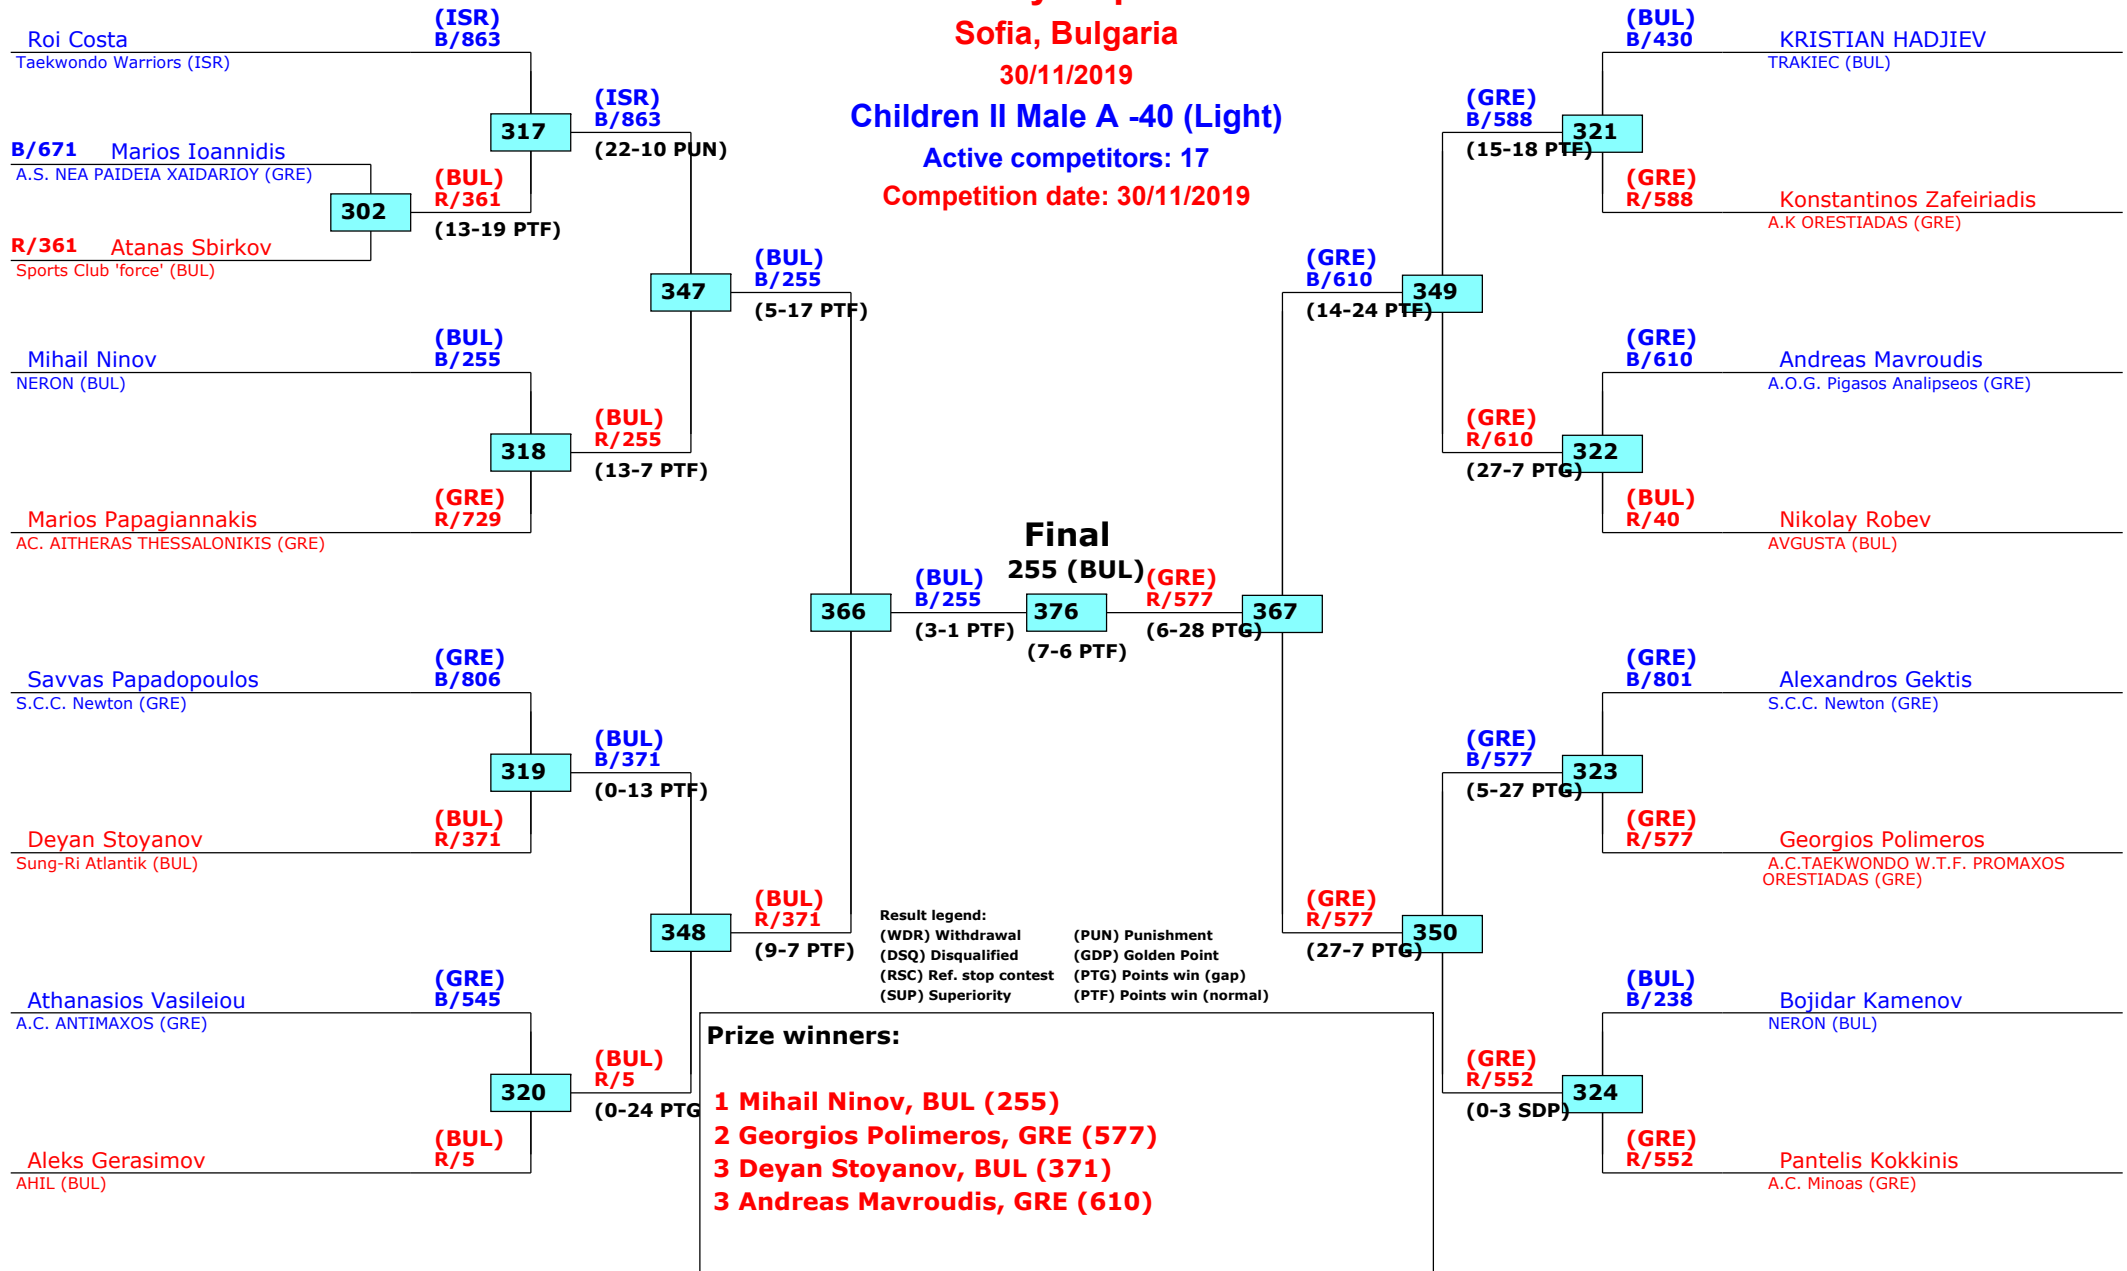 Sofia, Bulgaria
30/11/2019
Children II Male A -40 (Light)
Active competitors: 17
Competition date: 30/11/2019
(ISR)
Roi Costa B/863
Taekwondo Warriors (ISR)
(ISR)
317 B/863
(22-10 PUN)
B/671 Marios Ioannidis
A.S. NEA PAIDEIA XAIDARIOY (GRE)
(BUL)
302 R/361
(13-19 PTF)
R/361 Atanas Sbirkov
Sports Club 'force' (BUL)
(BUL)
347 B/255
(5-17 PTF)
(BUL)
Mihail Ninov B/255
NERON (BUL)
(BUL)
318 R/255
(13-7 PTF)
(GRE)
Marios Papagiannakis R/729
AC. AITHERAS THESSALONIKIS (GRE)
(GRE)
Savvas Papadopoulos B/806
S.C.C. Newton (GRE)
(BUL)
319 B/371
(0-13 PTF)
(BUL)
Deyan Stoyanov R/371
Sung-Ri Atlantik (BUL)
(BUL)
348 R/371
(9-7 PTF)
(GRE)
Athanasios Vasileiou B/545
A.C. ANTIMAXOS (GRE)
(BUL)
320 R/5
(0-24 PTG
(BUL)
Aleks Gerasimov R/5
AHIL (BUL)
Final
255 (BUL)
(BUL) (GRE)
366 B/255 376 R/577 367
(3-1 PTF) (7-6 PTF) (6-28 PTG)
(BUL)
B/430 KRISTIAN HADJIEV
TRAKIEC (BUL)
(GRE)
B/588 321
(15-18 PTF)
(GRE)
R/588 Konstantinos Zafeiriadis
A.K ORESTIADAS (GRE)
(GRE)
B/610 349
(14-24 PTF)
(GRE)
B/610 Andreas Mavroudis
A.O.G. Pigasos Analipseos (GRE)
(GRE)
R/610 322
(27-7 PTG)
(BUL)
R/40 Nikolay Robev
AVGUSTA (BUL)
(GRE)
B/801 Alexandros Gektis
S.C.C. Newton (GRE)
(GRE)
B/577 323
(5-27 PTG)
(GRE)
R/577 Georgios Polimeros
A.C.TAEKWONDO W.T.F. PROMAXOS
ORESTIADAS (GRE)
(GRE)
R/577 350
(27-7 PTG)
(BUL)
B/238 Bojidar Kamenov
NERON (BUL)
(GRE)
R/552 324
(0-3 SDP)
(GRE)
R/552 Pantelis Kokkinis
A.C. Minoas (GRE)
Result legend:
(WDR) Withdrawal (PUN) Punishment
(DSQ) Disqualified (GDP) Golden Point
(RSC) Ref. stop contest (PTG) Points win (gap)
(SUP) Superiority (PTF) Points win (normal)
Prize winners:
1 Mihail Ninov, BUL (255)
2 Georgios Polimeros, GRE (577)
3 Deyan Stoyanov, BUL (371)
3 Andreas Mavroudis, GRE (610)